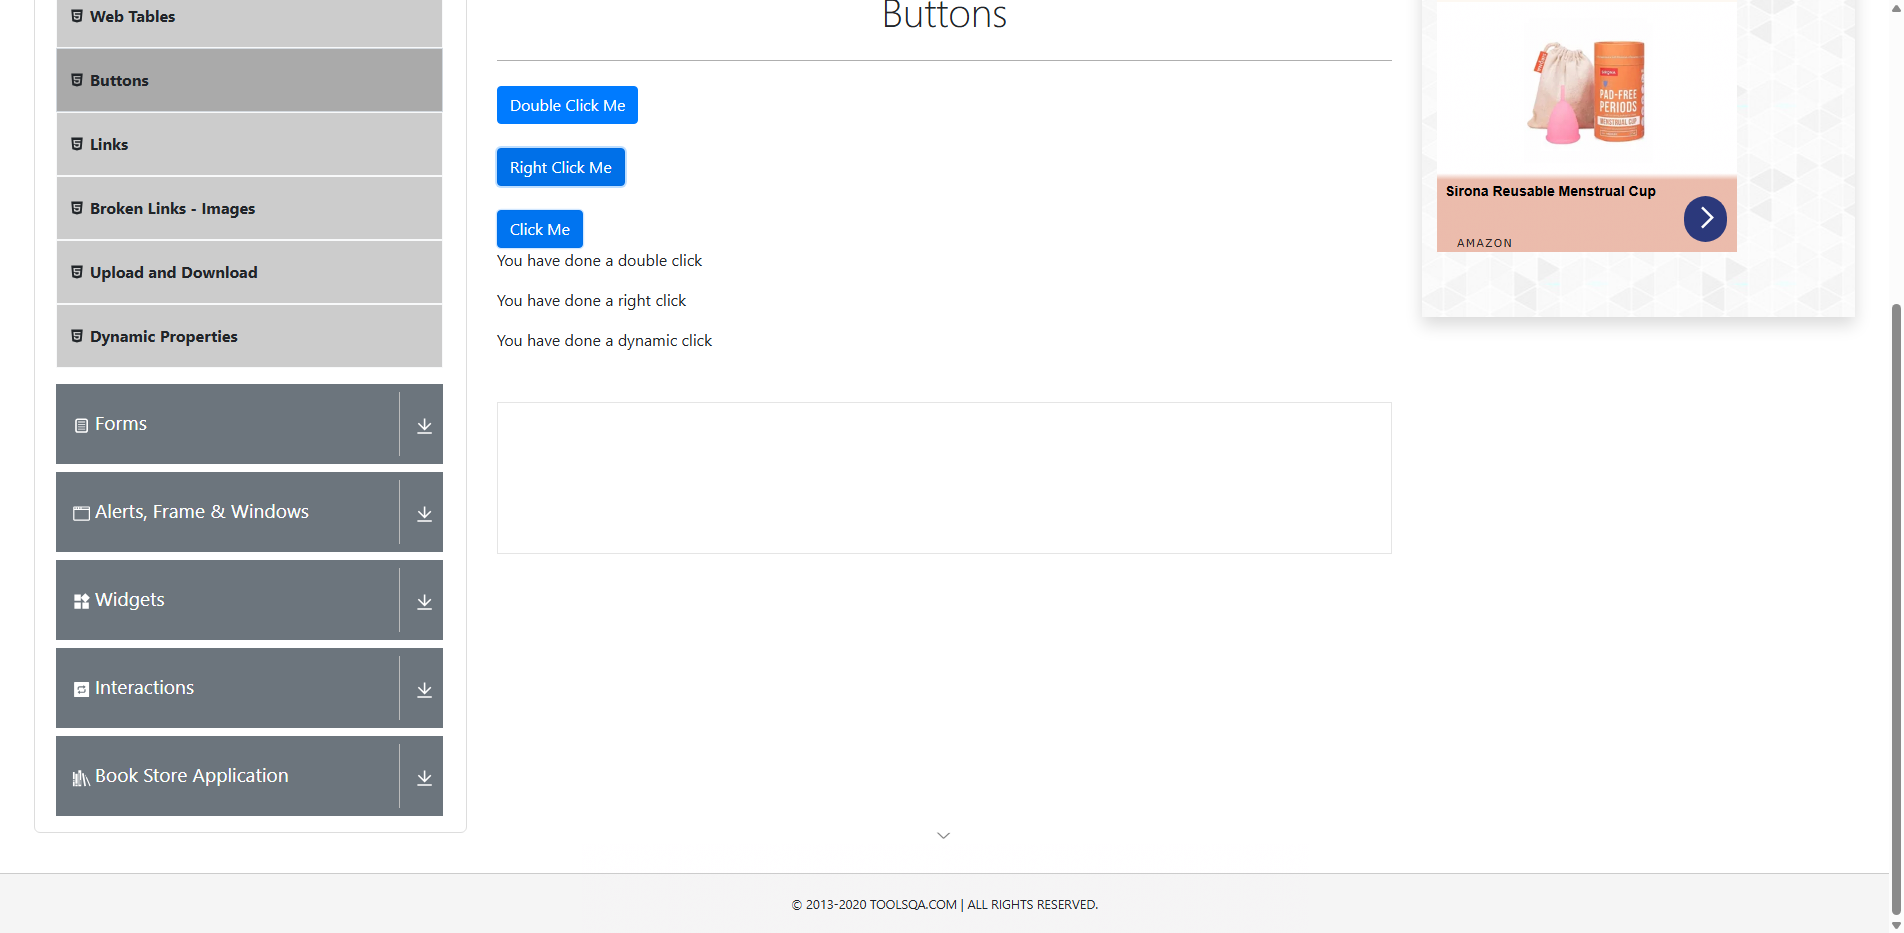 Web Tables
Buttons
Links
Broken Links - Images
Upload and Download
Dynamic Properties
Forms
Alerts, Frame & Windows
Widgets
Interactions
Book Store Application
Buttons
Double Click Me
Right Click Me
Click Me
You have done a double click
You have done a right click
You have done a dynamic click
PAD-FREE
PERIODS
MENSTRUAL CUP
Sirona Reusable Menstrual Cup
AMAZON
© 2013-2020 TOOLSQA.COM | ALL RIGHTS RESERVED.